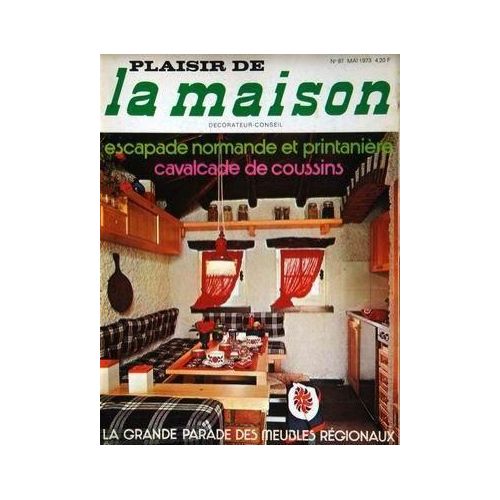 PLAISIR DE
N° 87 MAI 1973 4,20 F
la maison
DECORATEUR-CONSEIL
escapade normande et printanière
cavalcade de coussins
LA GRANDE PARADE DES MEUBLES RÉGIONAUX